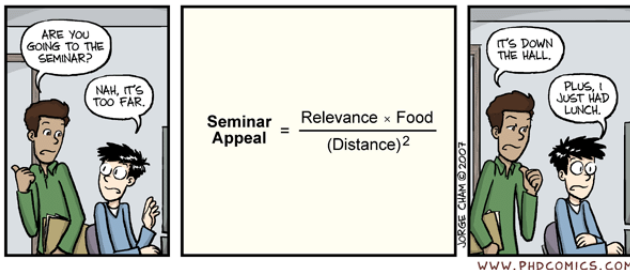 ARE YOU
GOING TO THE
SEMINAR?
NAH, IT'S
TOO FAR.
Seminar Appeal = Relevance × Food
(Distance)2
JORGE CHAM © 2007
IT'S DOWN
THE HALL.
PLUS, I
JUST HAD
LUNCH.
WWW.PHDCOMICS.COM